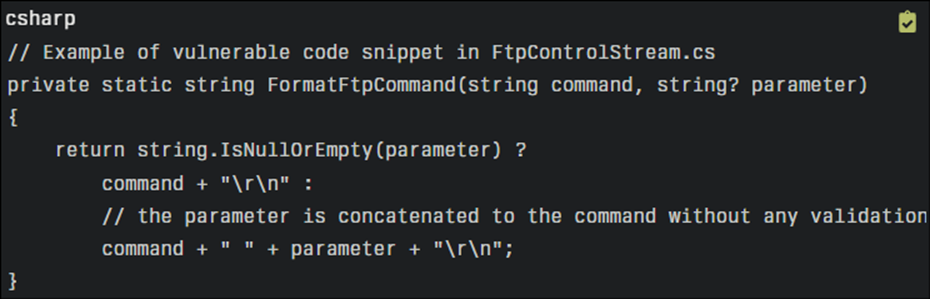 csharp
// Example of vulnerable code snippet in FtpControlStream.cs
private static string FormatFtpCommand(string command, string? parameter)
{
    return string.IsNullOrEmpty(parameter) ?
        command + "\r\n" :
        // the parameter is concatenated to the command without any validation
        command + " " + parameter + "\r\n";
}